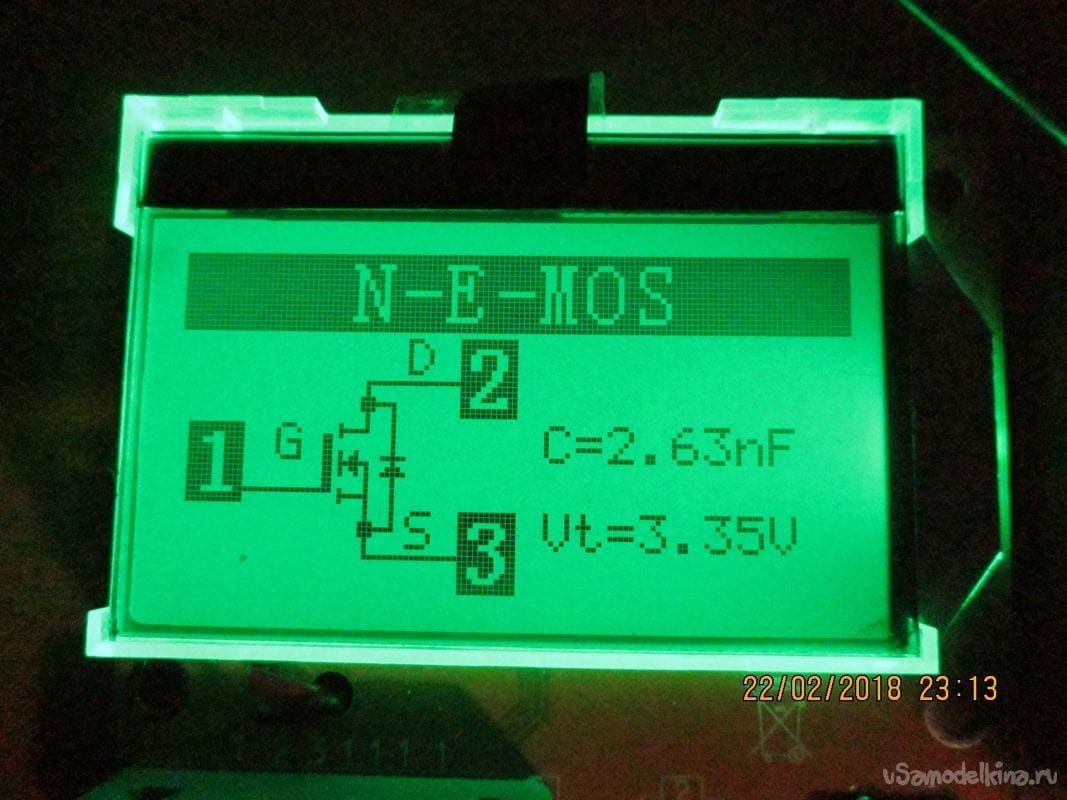 N-E-MOS
D 2
1 G C=2.63nF
S 3 Vt=3.35V
22/02/2018 23:13
uSamodelkina.ru